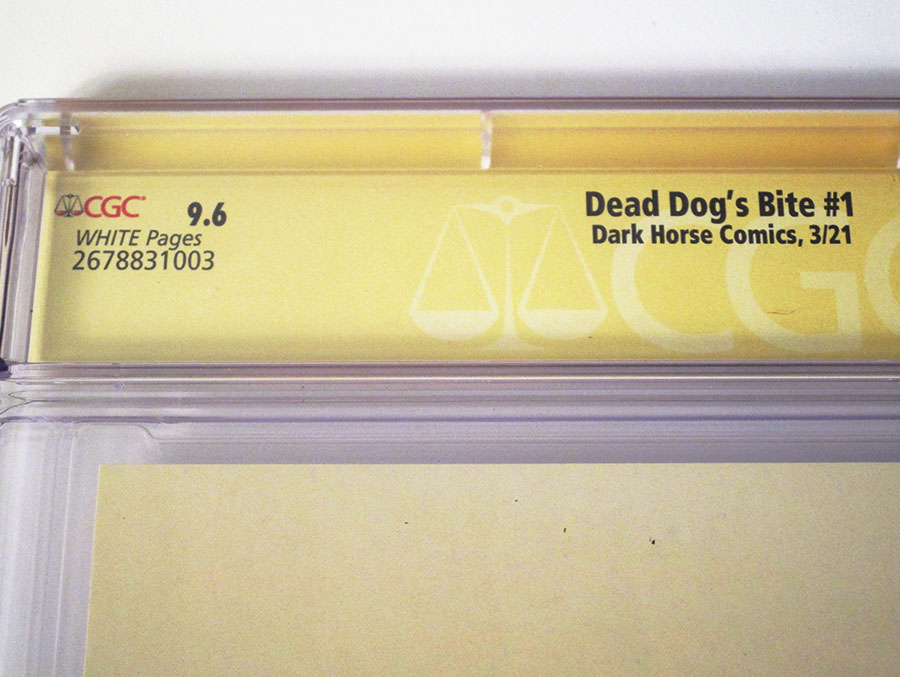 CGC®
9.6
WHITE Pages
2678831003
Dead Dog's Bite #1
Dark Horse Comics, 3/21
CGC